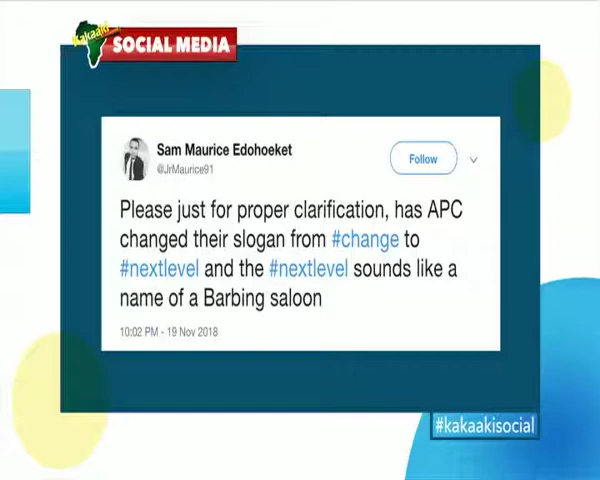 Kakaaki
SOCIAL MEDIA
Sam Maurice Edohoeket
@JrMaurice91
Follow
Please just for proper clarification, has APC
changed their slogan from #change to
#nextlevel and the #nextlevel sounds like a
name of a Barbing saloon
10:02 PM - 19 Nov 2018
#kakaakisocial